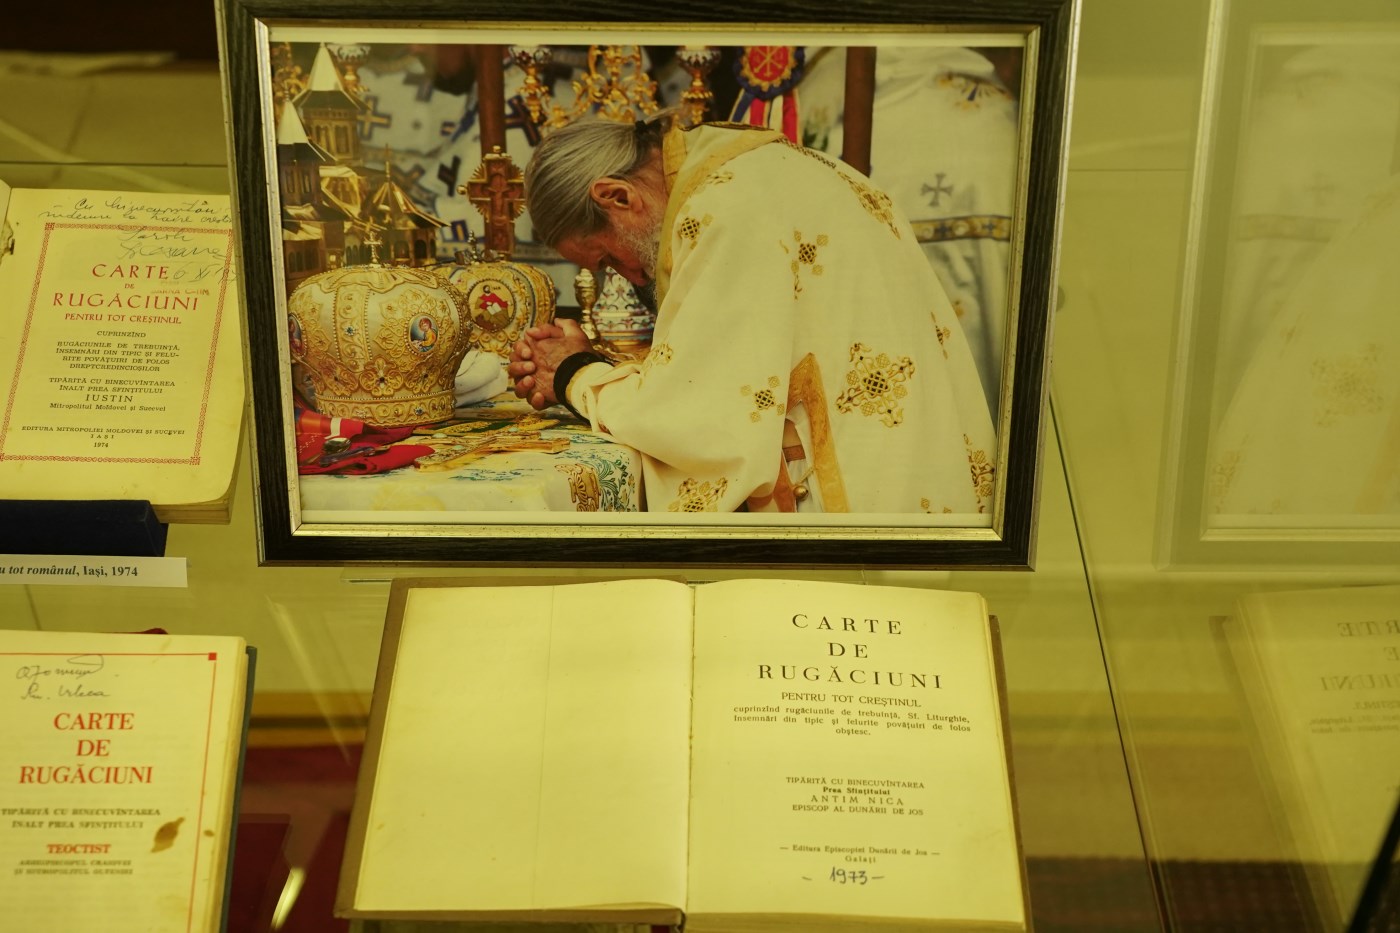 Cu binecuvântări
CARTE
DE
RUGĂCIUNI
PENTRU TOT CREȘTINUL
CUPRINZÎND
RUGĂCIUNILE DE TREBUINȚĂ,
ÎNSEMNĂRI DIN TIPIC ȘI FELU-
RITE POVĂȚUIRI DE FOLOS
DREPTCREDINCIOȘILOR
TIPĂRITĂ CU BINECUVÎNTAREA
ÎNALT PREA SFINȚITULUI
IUSTIN
Mitropolitul Moldovei și Sucevei
EDITURA MITROPOLIEI MOLDOVEI ȘI SUCEVEI
IAȘI
1974
tot românul, Iași, 1974
CARTE
DE
RUGĂCIUNI
TIPĂRITĂ CU BINECUVÎNTAREA
ÎNALT PREA SFINȚITULUI
TEOCTIST
ARHIEPISCOPUL CRAIOVEI
ȘI MITROPOLITUL OLTENIEI
CARTE
DE
RUGĂCIUNI
PENTRU TOT CREȘTINUL
cuprinzînd rugăciunile de trebuință, Sf. Liturghie,
însemnări din tipic și felurite povățuiri de folos
obștesc.
TIPĂRITĂ CU BINECUVÎNTAREA
Prea Sfințitului
ANTIM NICA
EPISCOP AL DUNĂRII DE JOS
— Editura Episcopiei Dunării de Jos —
Galați
- 1973 -